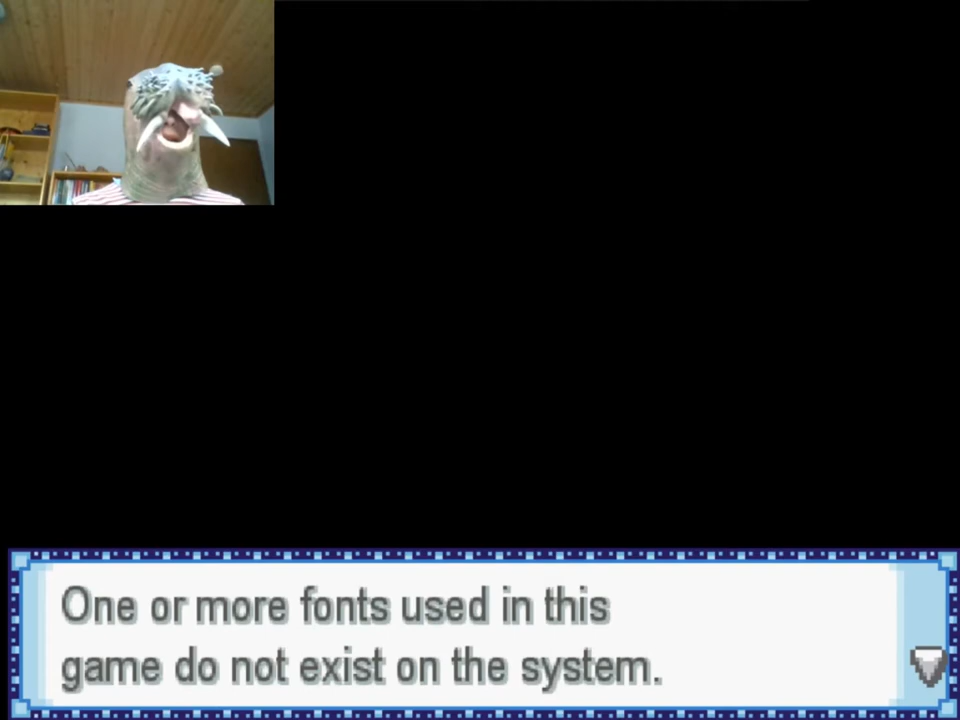 One or more fonts used in this
game do not exist on the system.